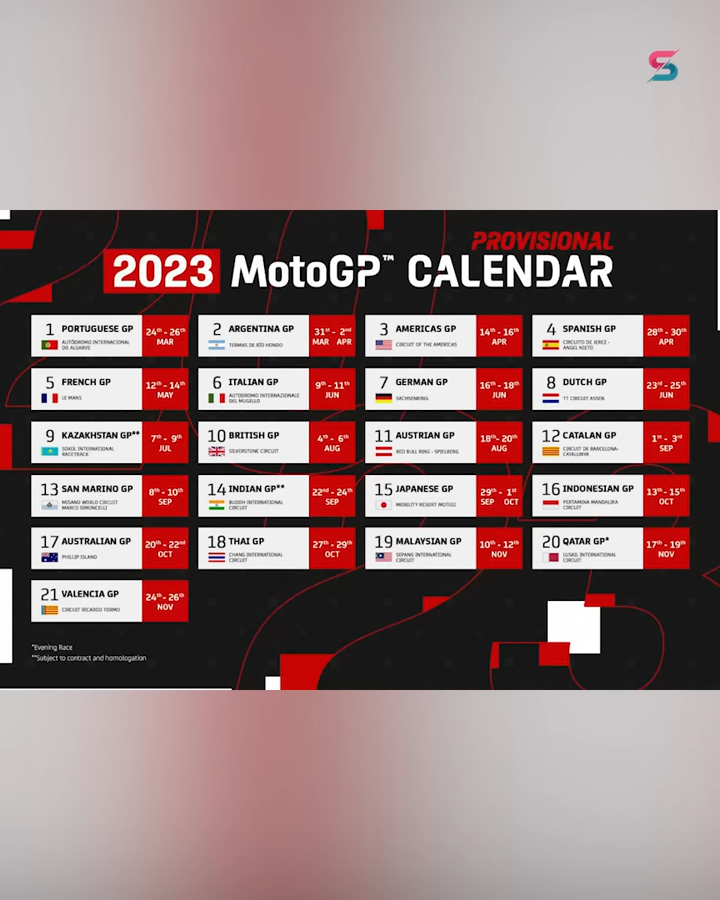 PROVISIONAL
2023 MotoGP™ CALENDAR
1 PORTUGUESE GP
AUTÓDROMO INTERNACIONAL
DO ALGARVE
24th - 26th
MAR
2 ARGENTINA GP
TERMAS DE RÍO HONDO
31st - 2nd
MAR APR
3 AMERICAS GP
CIRCUIT OF THE AMERICAS
14th - 16th
APR
4 SPANISH GP
CIRCUITO DE JEREZ -
ANGEL NIETO
28th - 30th
APR
5 FRENCH GP
LE MANS
12th - 14th
MAY
6 ITALIAN GP
AUTODROMO INTERNAZIONALE
DEL MUGELLO
9th - 11th
JUN
7 GERMAN GP
SACHSENRING
16th - 18th
JUN
8 DUTCH GP
TT CIRCUIT ASSEN
23rd - 25th
JUN
9 KAZAKHSTAN GP**
SOKOL INTERNATIONAL
RACETRACK
7th - 9th
JUL
10 BRITISH GP
SILVERSTONE CIRCUIT
4th - 6th
AUG
11 AUSTRIAN GP
RED BULL RING - SPIELBERG
18th - 20th
AUG
12 CATALAN GP
CIRCUIT DE BARCELONA-
CATALUNYA
1st - 3rd
SEP
13 SAN MARINO GP
MISANO WORLD CIRCUIT
MARCO SIMONCELLI
8th - 10th
SEP
14 INDIAN GP**
BUDDH INTERNATIONAL
CIRCUIT
22nd - 24th
SEP
15 JAPANESE GP
MOBILITY RESORT MOTEGI
29th - 1st
SEP OCT
16 INDONESIAN GP
PERTAMINA MANDALIKA
CIRCUIT
13th - 15th
OCT
17 AUSTRALIAN GP
PHILLIP ISLAND
20th - 22nd
OCT
18 THAI GP
CHANG INTERNATIONAL
CIRCUIT
27th - 29th
OCT
19 MALAYSIAN GP
SEPANG INTERNATIONAL
CIRCUIT
10th - 12th
NOV
20 QATAR GP*
LUSAIL INTERNATIONAL
CIRCUIT
17th - 19th
NOV
21 VALENCIA GP
CIRCUIT RICARDO TORMO
24th - 26th
NOV
*Evening Race
**Subject to contract and homologation